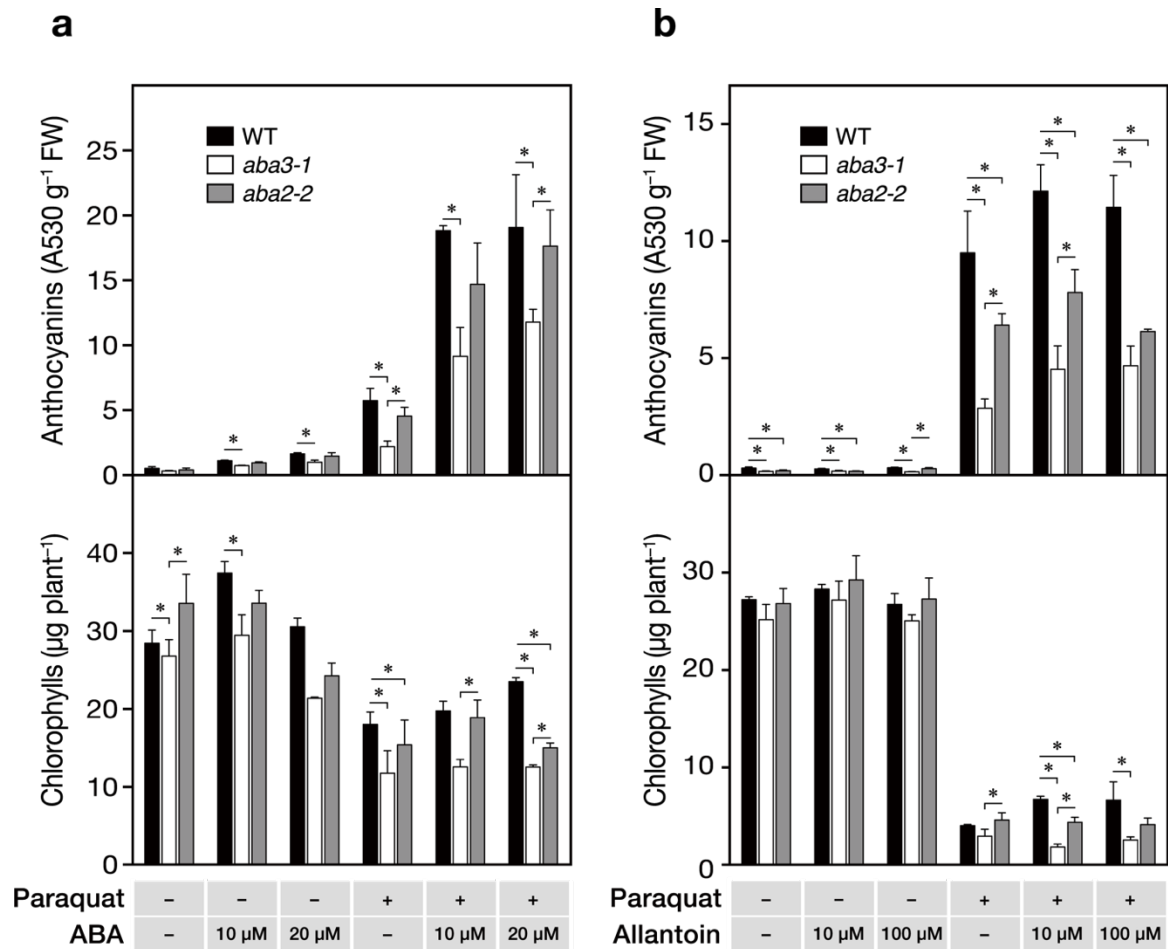 a
Anthocyanins (A530 g⁻¹ FW)
25
20
15
10
5
0
WT
aba3-1
aba2-2
* * * * * * * *
Chlorophylls (µg plant⁻¹)
40
30
20
10
0
* * * * * * * * *
Paraquat – – – + + +
ABA – 10 µM 20 µM – 10 µM 20 µM
b
Anthocyanins (A530 g⁻¹ FW)
15
10
5
0
WT
aba3-1
aba2-2
* * * * * * * * * * * * * *
Chlorophylls (µg plant⁻¹)
30
20
10
0
* * * * *
Paraquat – – – + + +
Allantoin – 10 µM 100 µM – 10 µM 100 µM